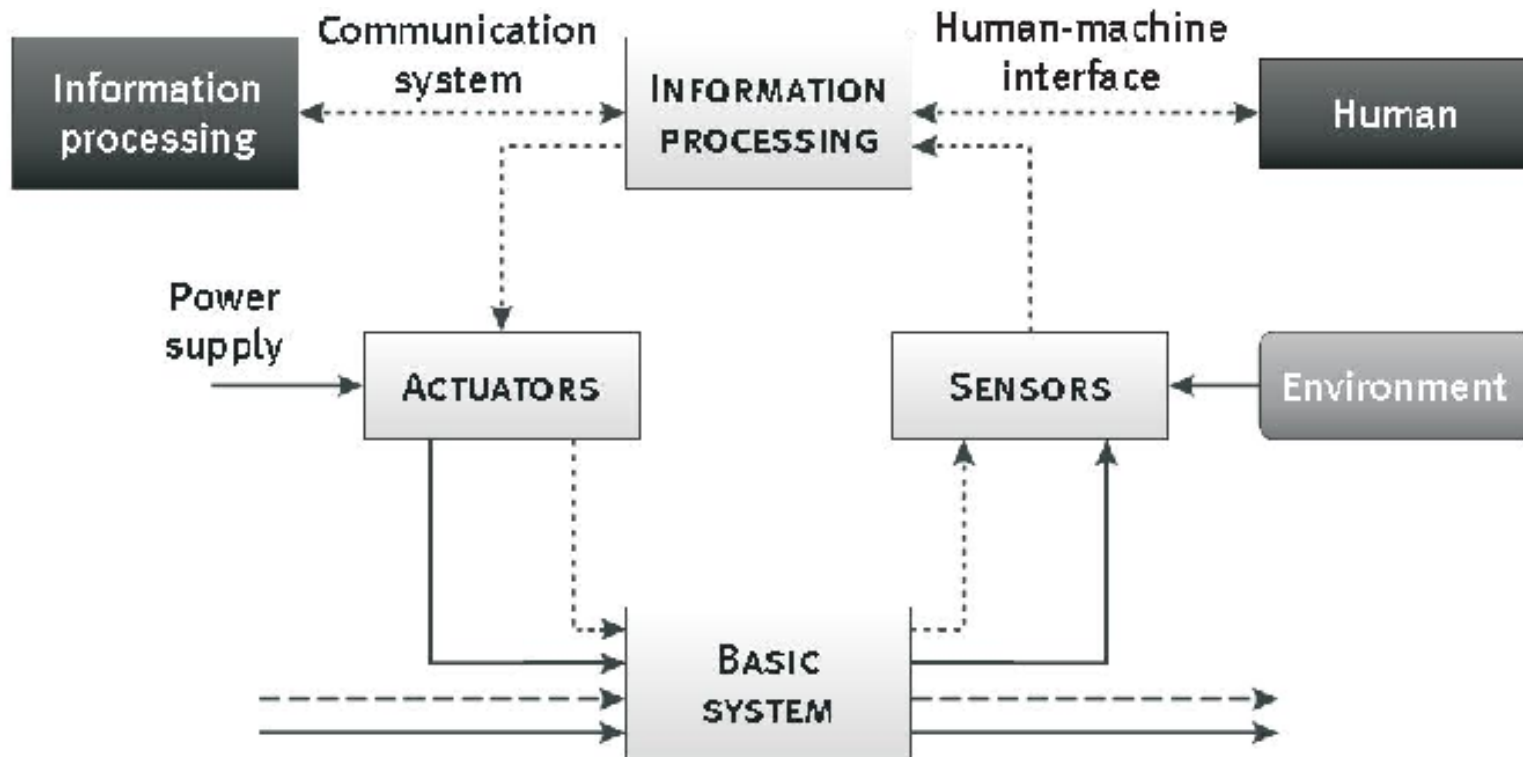 Communication
system
Human-machine
interface
Information
processing
INFORMATION
PROCESSING
Human
Power
supply
ACTUATORS
SENSORS
Environment
BASIC
SYSTEM